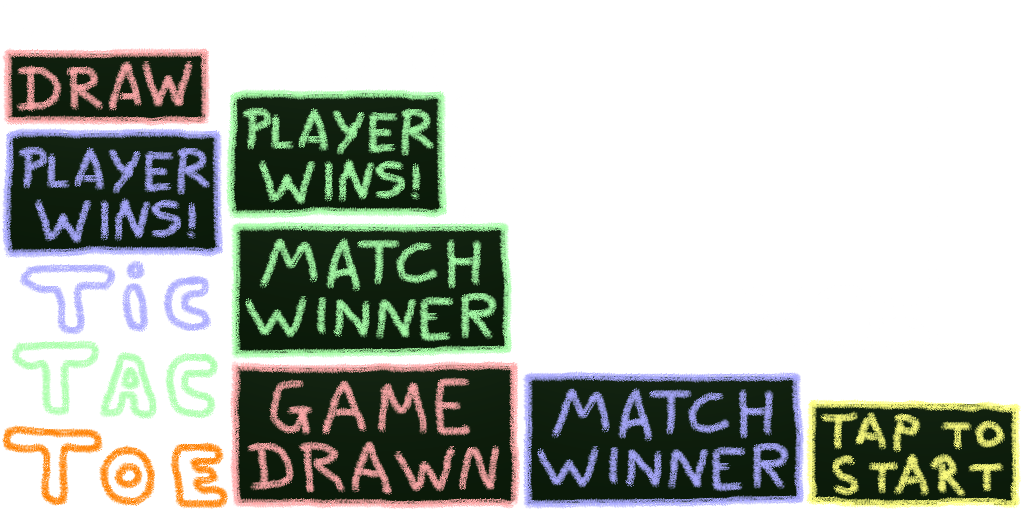 DRAW
PLAYER
WINS!
TiC
TAC
TOE
PLAYER
WINS!
MATCH
WINNER
GAME
DRAWN
MATCH
WINNER
TAP TO
START